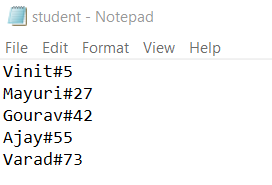 student - Notepad
File Edit Format View Help
Vinit#5
Mayuri#27
Gourav#42
Ajay#55
Varad#73